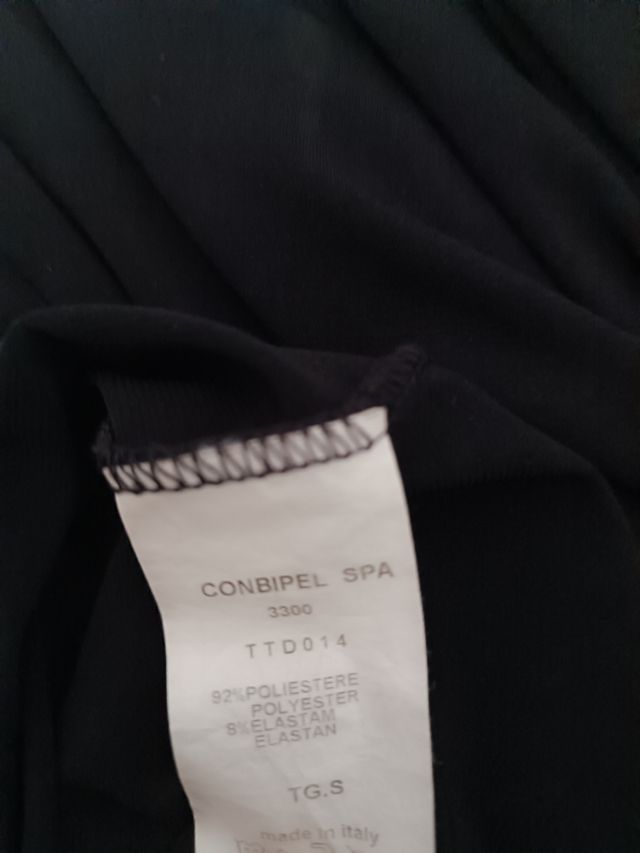 CONBIPEL SPA
3300
TTD014
92%POLIESTERE
POLYESTER
8%ELASTAM
ELASTAN
TG.S
made in italy